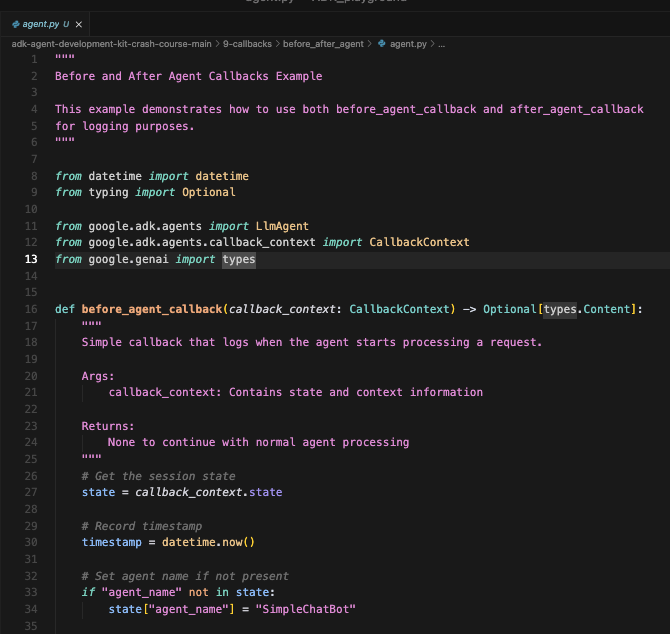 agent.py U ×
adk-agent-development-kit-crash-course-main > 9-callbacks > before_after_agent > agent.py > ...
1 """
2 Before and After Agent Callbacks Example
3
4 This example demonstrates how to use both before_agent_callback and after_agent_callback
5 for logging purposes.
6 """
7
8 from datetime import datetime
9 from typing import Optional
10
11 from google.adk.agents import LlmAgent
12 from google.adk.agents.callback_context import CallbackContext
13 from google.genai import types
14
15
16 def before_agent_callback(callback_context: CallbackContext) -> Optional[types.Content]:
17     """
18     Simple callback that logs when the agent starts processing a request.
19
20     Args:
21         callback_context: Contains state and context information
22
23     Returns:
24         None to continue with normal agent processing
25     """
26     # Get the session state
27     state = callback_context.state
28
29     # Record timestamp
30     timestamp = datetime.now()
31
32     # Set agent name if not present
33     if "agent_name" not in state:
34         state["agent_name"] = "SimpleChatBot"
35